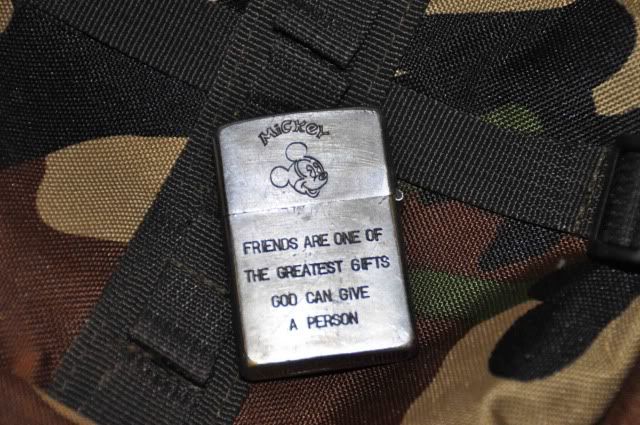 MiCKEY
FRIENDS ARE ONE OF
THE GREATEST GIFTS
GOD CAN GIVE
A PERSON